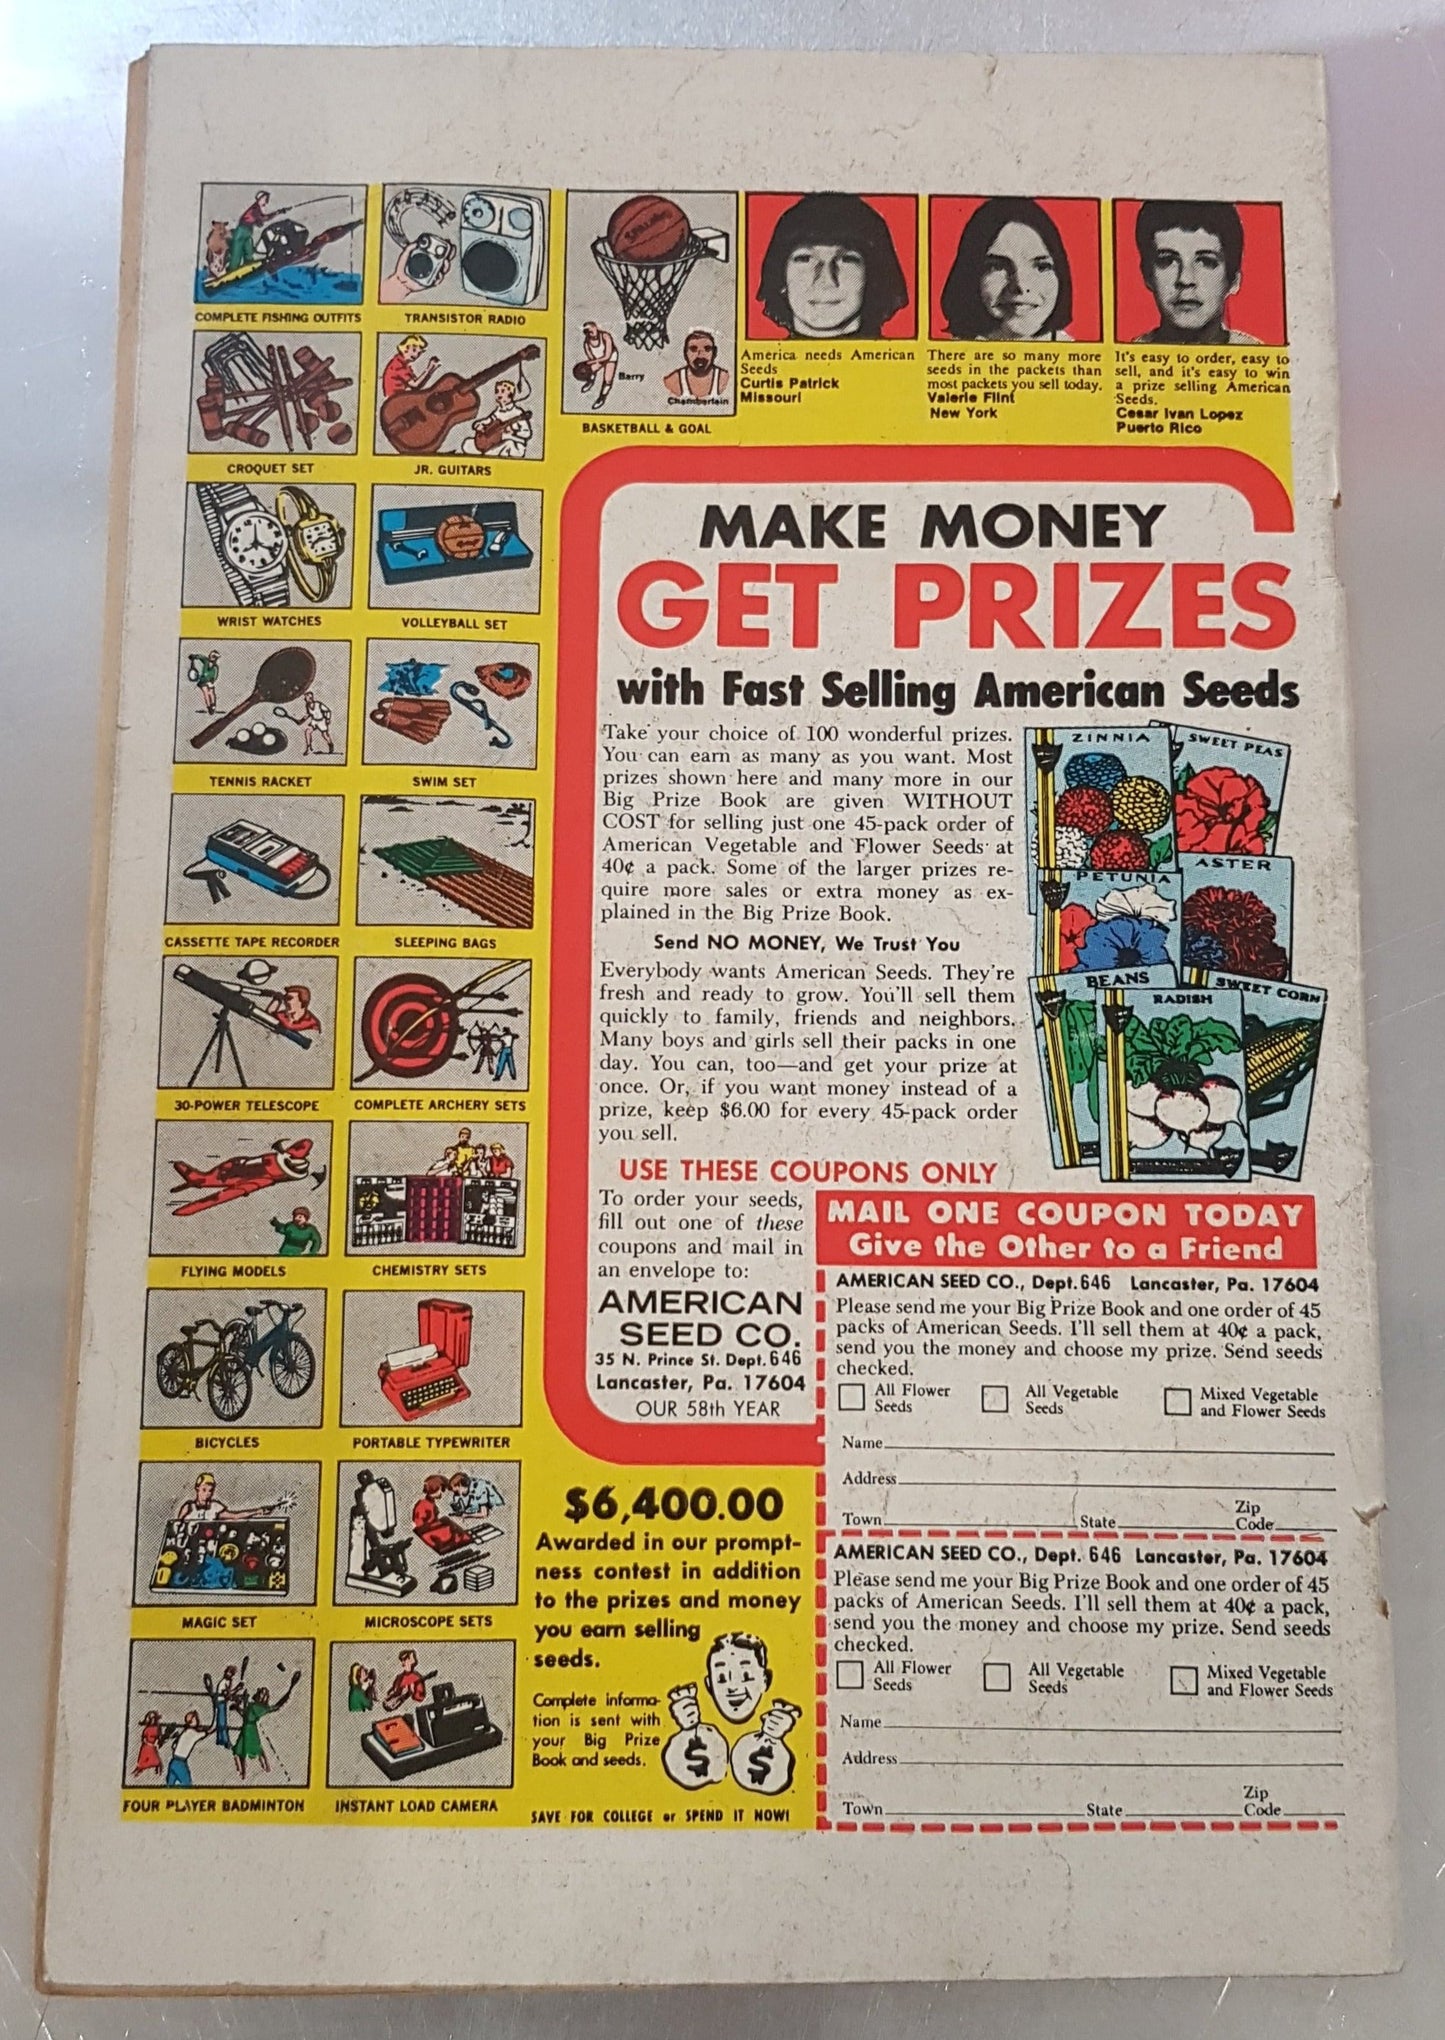 COMPLETE FISHING OUTFITS
TRANSISTOR RADIO
SPALDING
Barry
Chamberlain
BASKETBALL & GOAL
CROQUET SET
JR. GUITARS
WRIST WATCHES
VOLLEYBALL SET
TENNIS RACKET
SWIM SET
CASSETTE TAPE RECORDER
SLEEPING BAGS
30-POWER TELESCOPE
COMPLETE ARCHERY SETS
FLYING MODELS
CHEMISTRY SETS
BICYCLES
PORTABLE TYPEWRITER
MAGIC SET
MICROSCOPE SETS
FOUR PLAYER BADMINTON
INSTANT LOAD CAMERA
America needs American
Seeds
Curtis Patrick
Missouri
There are so many more
seeds in the packets than
most packets you sell today.
Valerie Flint
New York
It's easy to order, easy to
sell, and it's easy to win
a prize selling American
Seeds.
Cesar Ivan Lopez
Puerto Rico
MAKE MONEY
GET PRIZES
with Fast Selling American Seeds
Take your choice of 100 wonderful prizes.
You can earn as many as you want. Most
prizes shown here and many more in our
Big Prize Book are given WITHOUT
COST for selling just one 45-pack order of
American Vegetable and Flower Seeds at
40¢ a pack. Some of the larger prizes re-
quire more sales or extra money as ex-
plained in the Big Prize Book.
Send NO MONEY, We Trust You
Everybody wants American Seeds. They're
fresh and ready to grow. You'll sell them
quickly to family, friends and neighbors.
Many boys and girls sell their packs in one
day. You can, too—and get your prize at
once. Or, if you want money instead of a
prize, keep $6.00 for every 45-pack order
you sell.
ZINNIA
SWEET PEAS
PETUNIA
ASTER
BEANS
RADISH
SWEET CORN
USE THESE COUPONS ONLY
To order your seeds,
fill out one of these
coupons and mail in
an envelope to:
AMERICAN
SEED CO.
35 N. Prince St. Dept. 646
Lancaster, Pa. 17604
OUR 58th YEAR
MAIL ONE COUPON TODAY
Give the Other to a Friend
AMERICAN SEED CO., Dept. 646 Lancaster, Pa. 17604
Please send me your Big Prize Book and one order of 45
packs of American Seeds. I'll sell them at 40¢ a pack,
send you the money and choose my prize. Send seeds
checked.
All Flower Seeds
All Vegetable Seeds
Mixed Vegetable and Flower Seeds
Name
Address
Town State Zip Code
AMERICAN SEED CO., Dept. 646 Lancaster, Pa. 17604
Please send me your Big Prize Book and one order of 45
packs of American Seeds. I'll sell them at 40¢ a pack,
send you the money and choose my prize. Send seeds
checked.
All Flower Seeds
All Vegetable Seeds
Mixed Vegetable and Flower Seeds
Name
Address
Town State Zip Code
$6,400.00
Awarded in our prompt-
ness contest in addition
to the prizes and money
you earn selling
seeds.
Complete informa-
tion is sent with
your Big Prize
Book and seeds.
$ $
SAVE FOR COLLEGE or SPEND IT NOW!